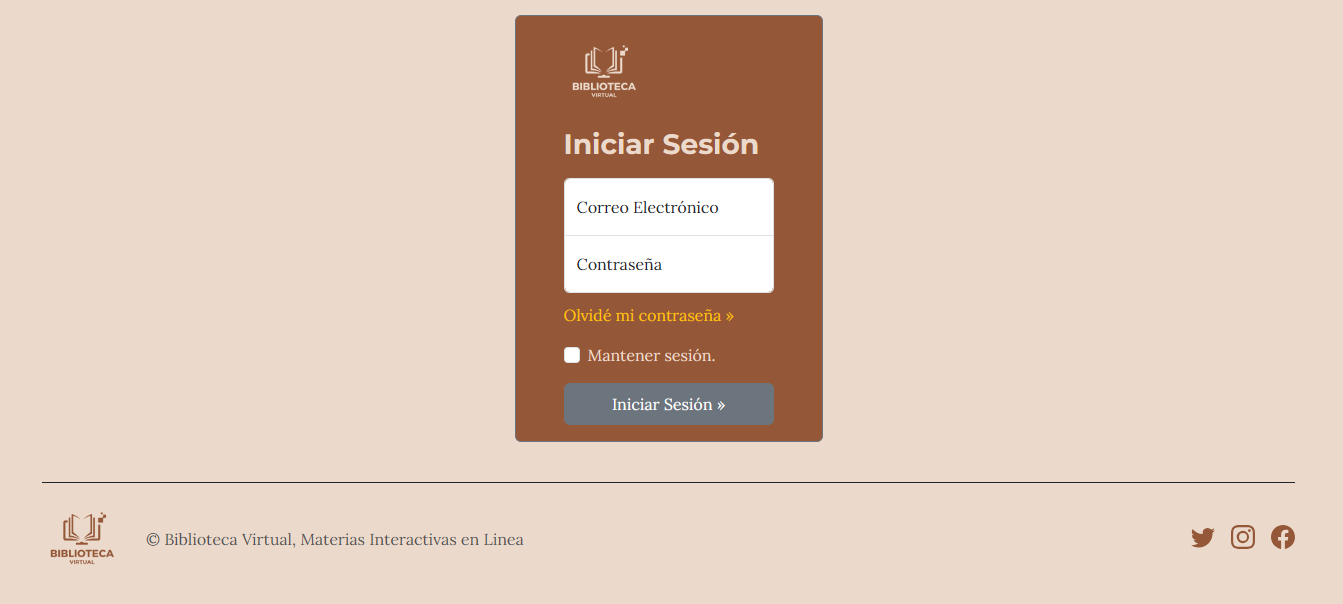 BIBLIOTECA
VIRTUAL
Iniciar Sesión
Correo Electrónico
Contraseña
Olvidé mi contraseña »
Mantener sesión.
Iniciar Sesión »
BIBLIOTECA
VIRTUAL
© Biblioteca Virtual, Materias Interactivas en Linea